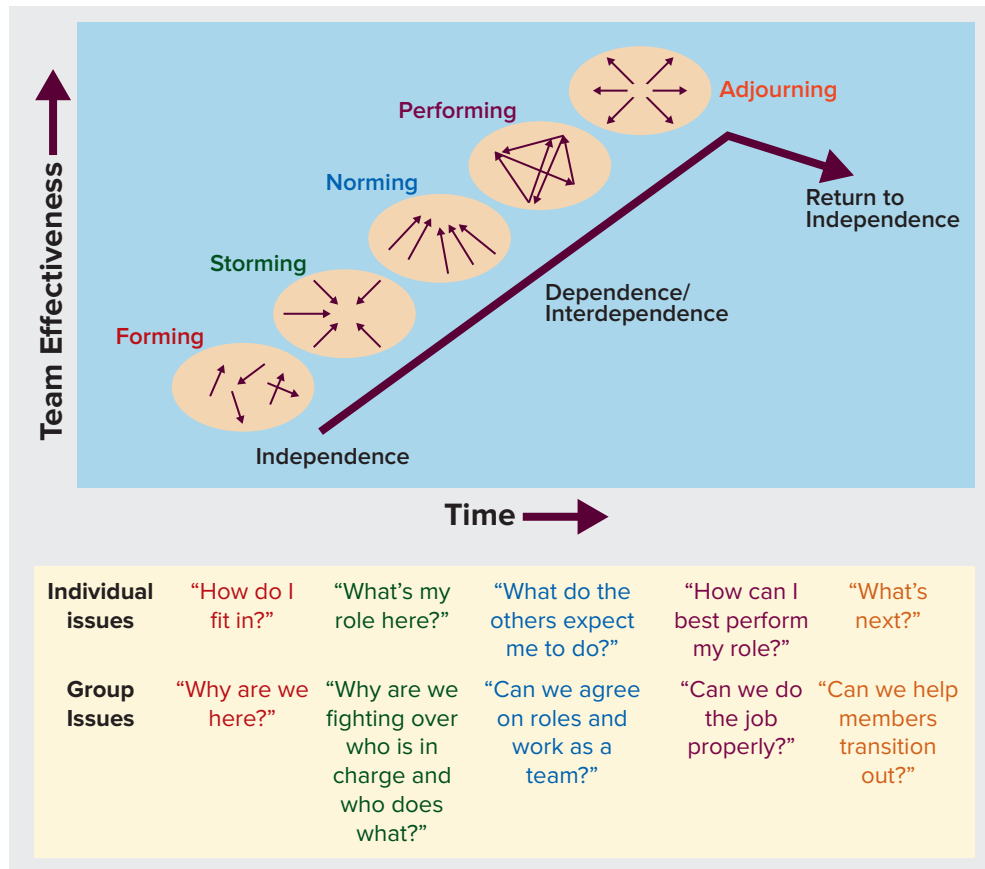 Team Effectiveness
Adjourning
Performing
Norming
Storming
Forming
Return to
Independence
Dependence/
Interdependence
Independence
Time
Individual
issues
“How do I
fit in?”
“What’s my
role here?”
“What do the
others expect
me to do?”
“How can I
best perform
my role?”
“What’s
next?”
Group
Issues
“Why are we
here?”
“Why are we
fighting over
who is in
charge and
who does
what?”
“Can we agree
on roles and
work as a
team?”
“Can we do
the job
properly?”
“Can we help
members
transition
out?”